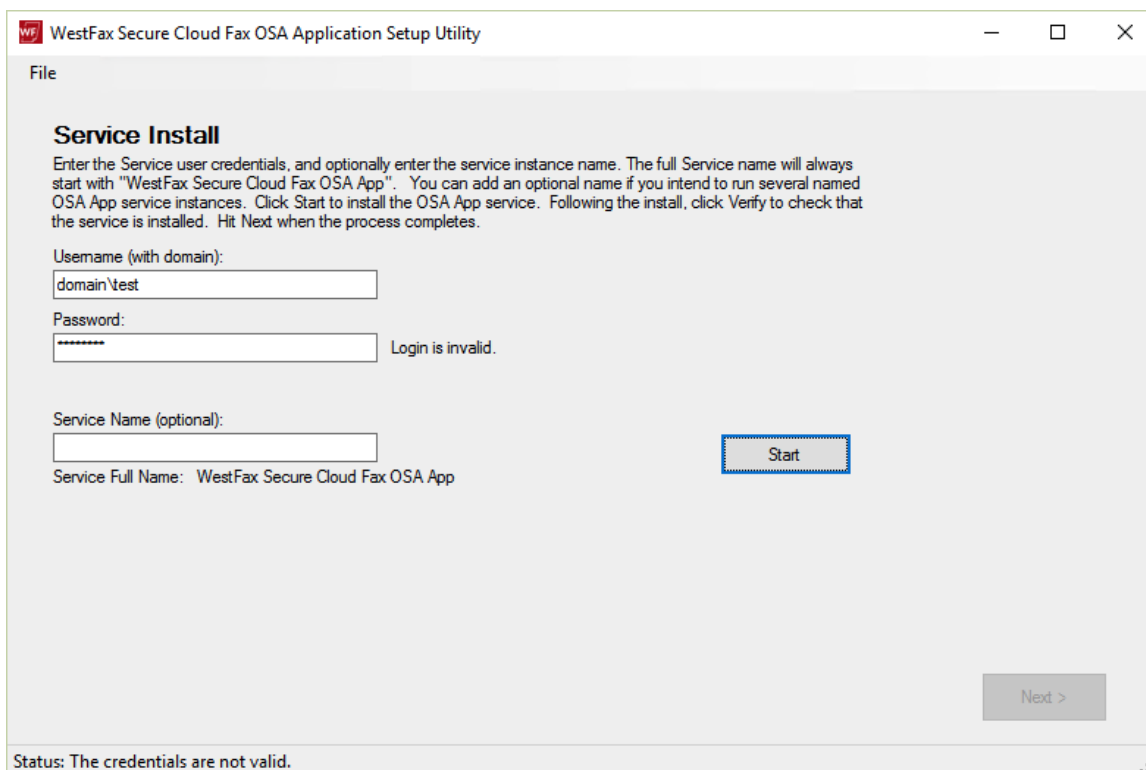 WF WestFax Secure Cloud Fax OSA Application Setup Utility
File
Service Install
Enter the Service user credentials, and optionally enter the service instance name. The full Service name will always
start with "WestFax Secure Cloud Fax OSA App". You can add an optional name if you intend to run several named
OSA App service instances. Click Start to install the OSA App service. Following the install, click Verify to check that
the service is installed. Hit Next when the process completes.
Username (with domain):
domain\test
Password:
********
Login is invalid.
Service Name (optional):
Start
Service Full Name: WestFax Secure Cloud Fax OSA App
Next >
Status: The credentials are not valid.